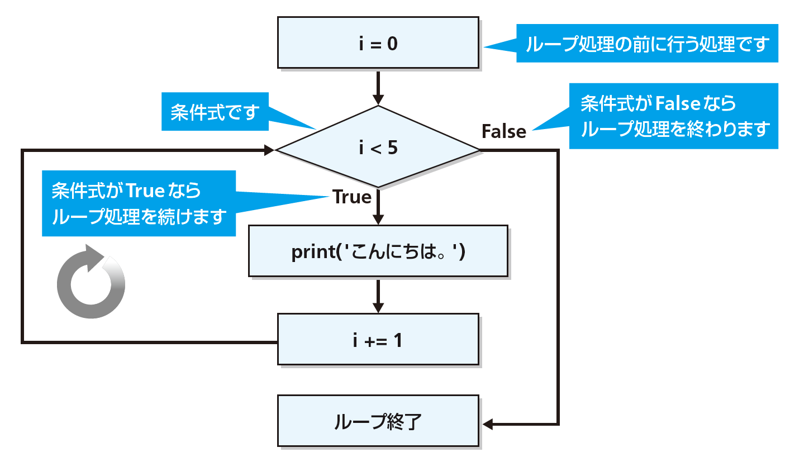 i = 0
ループ処理の前に行う処理です
条件式です
i < 5
False
条件式がFalseなら
ループ処理を終わります
条件式がTrueなら
ループ処理を続けます
True
print('こんにちは。')
i += 1
ループ終了